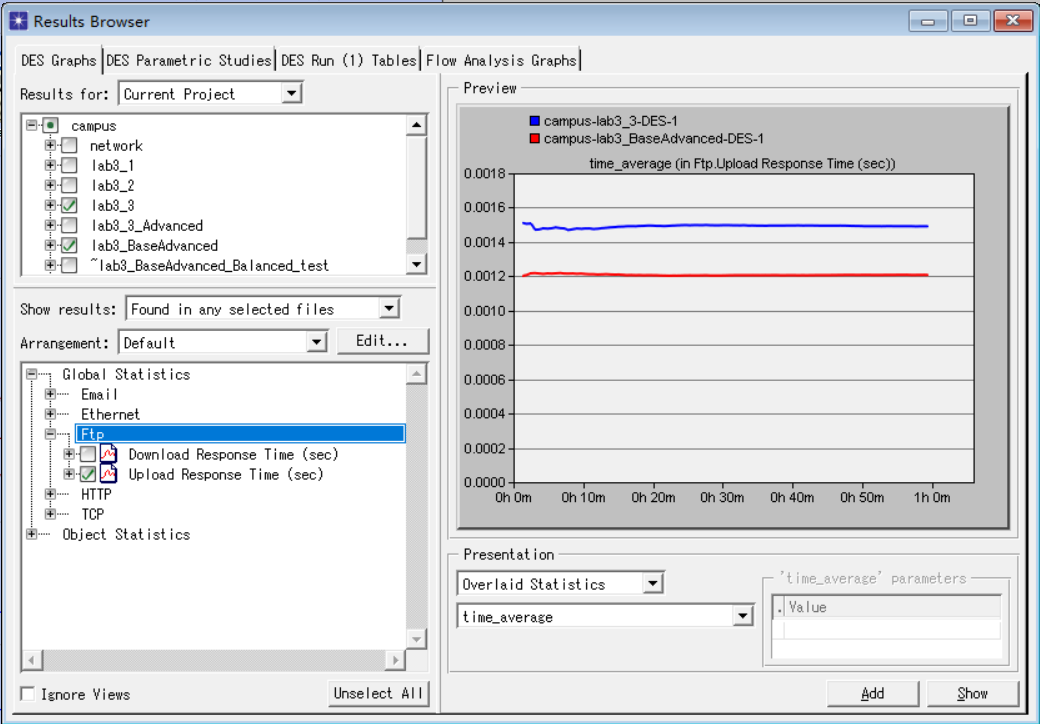 Results Browser
DES Graphs DES Parametric Studies DES Run (1) Tables Flow Analysis Graphs
Results for: Current Project
campus
network
lab3_1
lab3_2
lab3_3
lab3_3_Advanced
lab3_BaseAdvanced
~lab3_BaseAdvanced_Balanced_test
Show results: Found in any selected files
Arrangement: Default Edit...
Global Statistics
Email
Ethernet
Ftp
Download Response Time (sec)
Upload Response Time (sec)
HTTP
TCP
Object Statistics
Ignore Views Unselect All
Preview
campus-lab3_3-DES-1
campus-lab3_BaseAdvanced-DES-1
time_average (in Ftp.Upload Response Time (sec))
0.0018
0.0016
0.0014
0.0012
0.0010
0.0008
0.0006
0.0004
0.0002
0.0000
0h 0m 0h 10m 0h 20m 0h 30m 0h 40m 0h 50m 1h 0m
Presentation
Overlaid Statistics
time_average
'time_average' parameters
. Value
Add Show